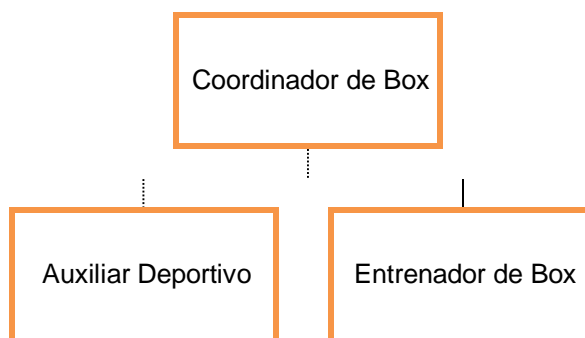 Coordinador de Box
Auxiliar Deportivo
Entrenador de Box